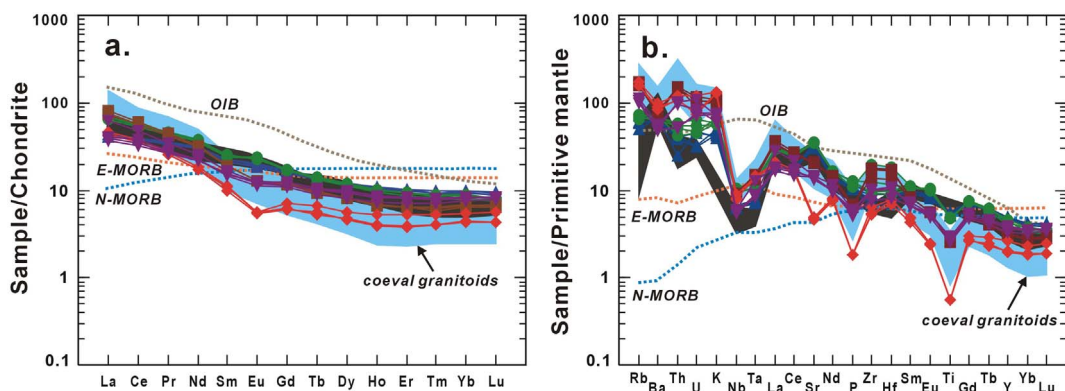 a.
1000
100
10
1
0.1
Sample/Chondrite
OIB
E-MORB
N-MORB
coeval granitoids
La Ce Pr Nd Sm Eu Gd Tb Dy Ho Er Tm Yb Lu
b.
1000
100
10
1
0.1
Sample/Primitive mantle
OIB
E-MORB
N-MORB
coeval granitoids
Rb Ba Th U K Nb Ta La Ce Sr Nd P Zr Hf Sm Eu Ti Gd Tb Y Yb Lu